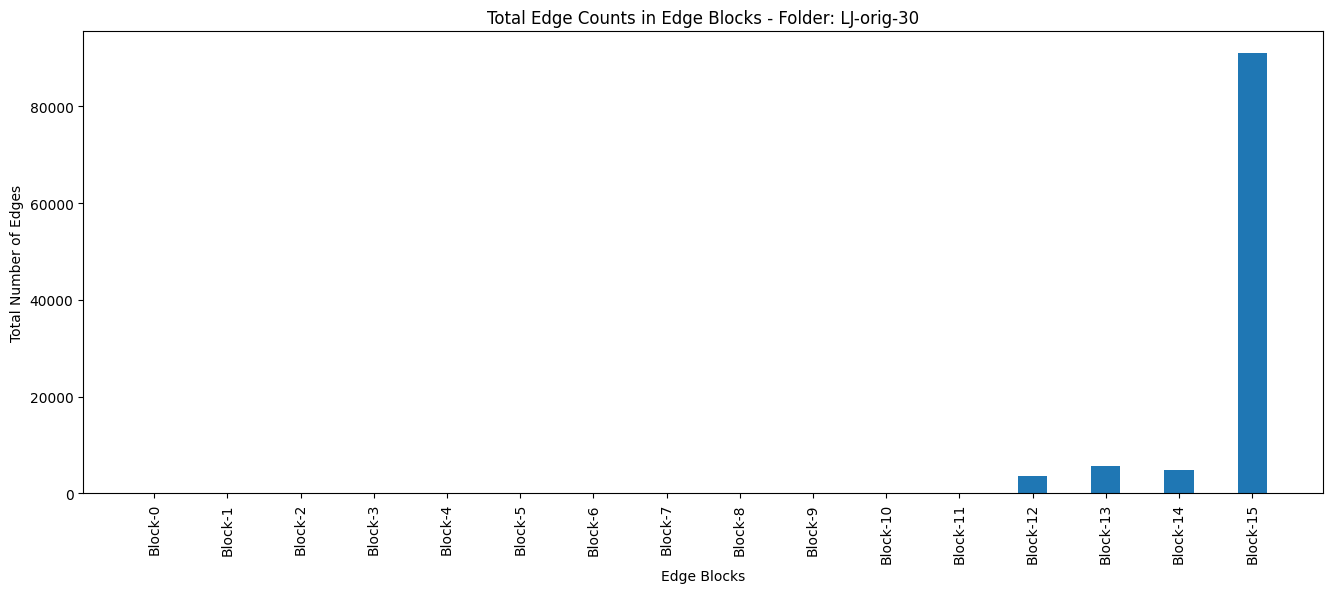 Total Edge Counts in Edge Blocks - Folder: LJ-orig-30
Total Number of Edges
80000
60000
40000
20000
0
Block-0
Block-1
Block-2
Block-3
Block-4
Block-5
Block-6
Block-7
Block-8
Block-9
Block-10
Block-11
Block-12
Block-13
Block-14
Block-15
Edge Blocks